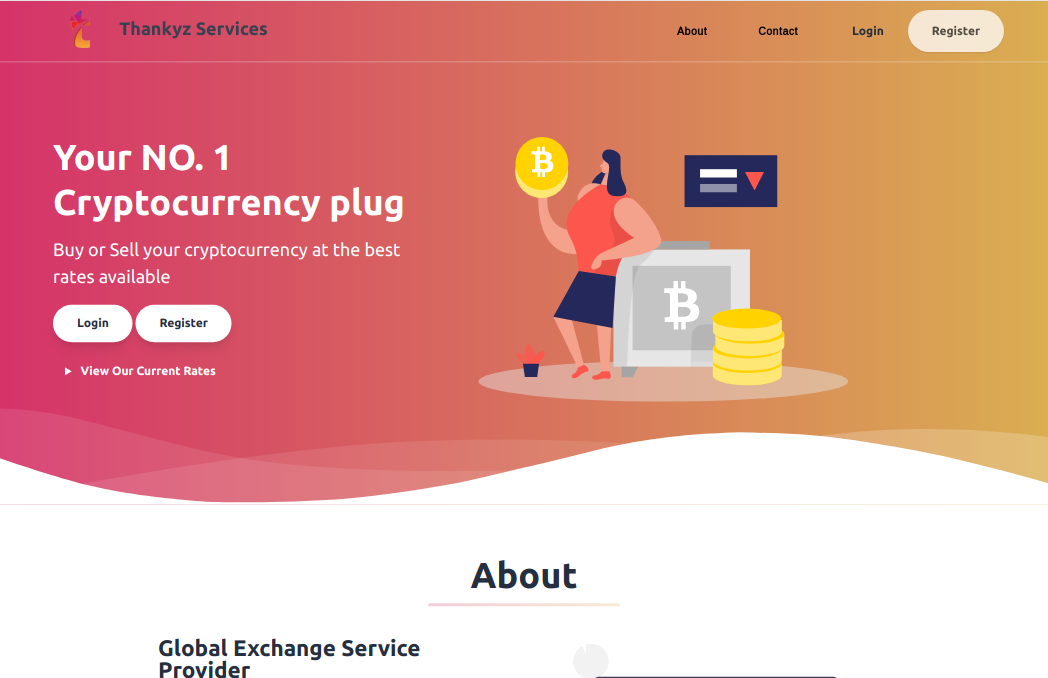 Thankyz Services
About
Contact
Login
Register
Your NO. 1
Cryptocurrency plug
Buy or Sell your cryptocurrency at the best
rates available
Login
Register
View Our Current Rates
About
Global Exchange Service
Provider